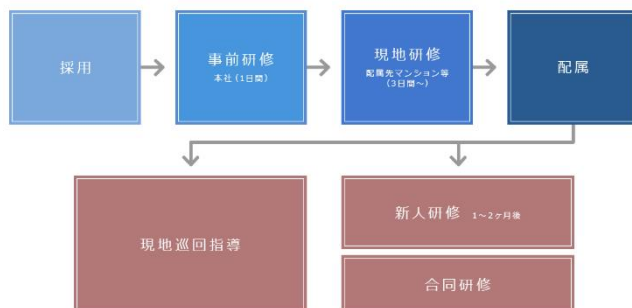 採用
事前研修
本社(1日間)
現地研修
配属先マンション等
(3日間～)
配属
現地巡回指導
新人研修 1～2ヶ月後
合同研修